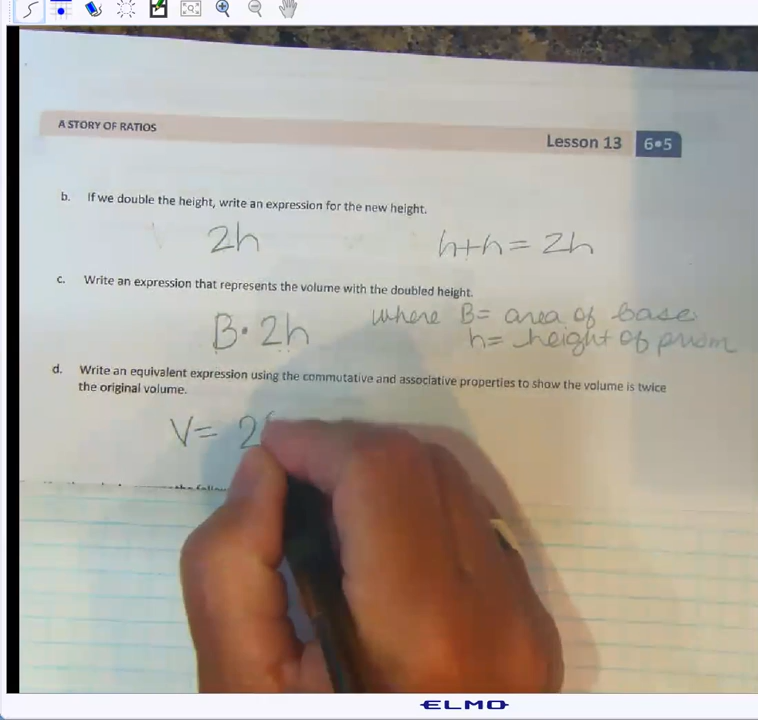 A STORY OF RATIOS
Lesson 13 6•5
b. If we double the height, write an expression for the new height.
2h h+h = 2h
c. Write an expression that represents the volume with the doubled height.
B·2h where B= area of base
h= height of prism
d. Write an equivalent expression using the commutative and associative properties to show the volume is twice
the original volume.
V= 2
ELMO